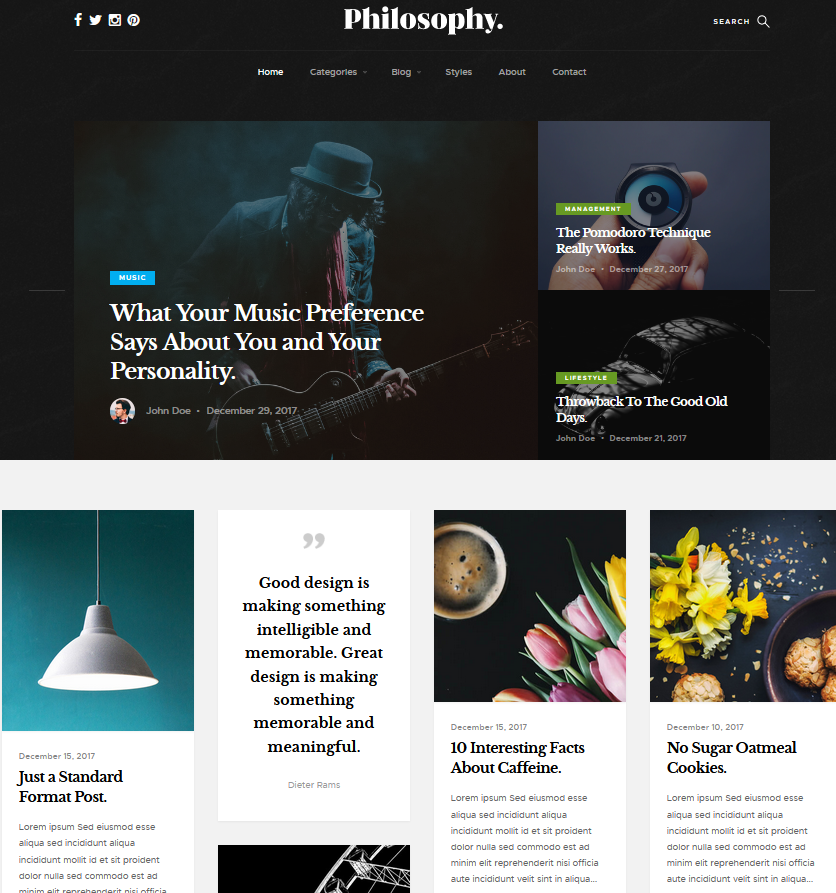 Philosophy.
SEARCH
Home
Categories
Blog
Styles
About
Contact
MUSIC
What Your Music Preference
Says About You and Your
Personality.
John Doe • December 29, 2017
MANAGEMENT
The Pomodoro Technique
Really Works.
John Doe • December 27, 2017
LIFESTYLE
Throwback To The Good Old
Days.
John Doe • December 21, 2017
December 15, 2017
Just a Standard
Format Post.
Lorem ipsum Sed eiusmod esse
aliqua sed incididunt aliqua
incididunt mollit id et sit proident
dolor nulla sed commodo est ad
minim elit reprehenderit nisi officia
”
Good design is
making something
intelligible and
memorable. Great
design is making
something
memorable and
meaningful.
Dieter Rams
December 15, 2017
10 Interesting Facts
About Caffeine.
Lorem ipsum Sed eiusmod esse
aliqua sed incididunt aliqua
incididunt mollit id et sit proident
dolor nulla sed commodo est ad
minim elit reprehenderit nisi officia
aliqua incididunt velit sint in aliqua...
December 10, 2017
No Sugar Oatmeal
Cookies.
Lorem ipsum Sed eiusmod esse
aliqua sed incididunt aliqua
incididunt mollit id et sit proident
dolor nulla sed commodo est ad
minim elit reprehenderit nisi officia
aliqua incididunt velit sint in aliqua...